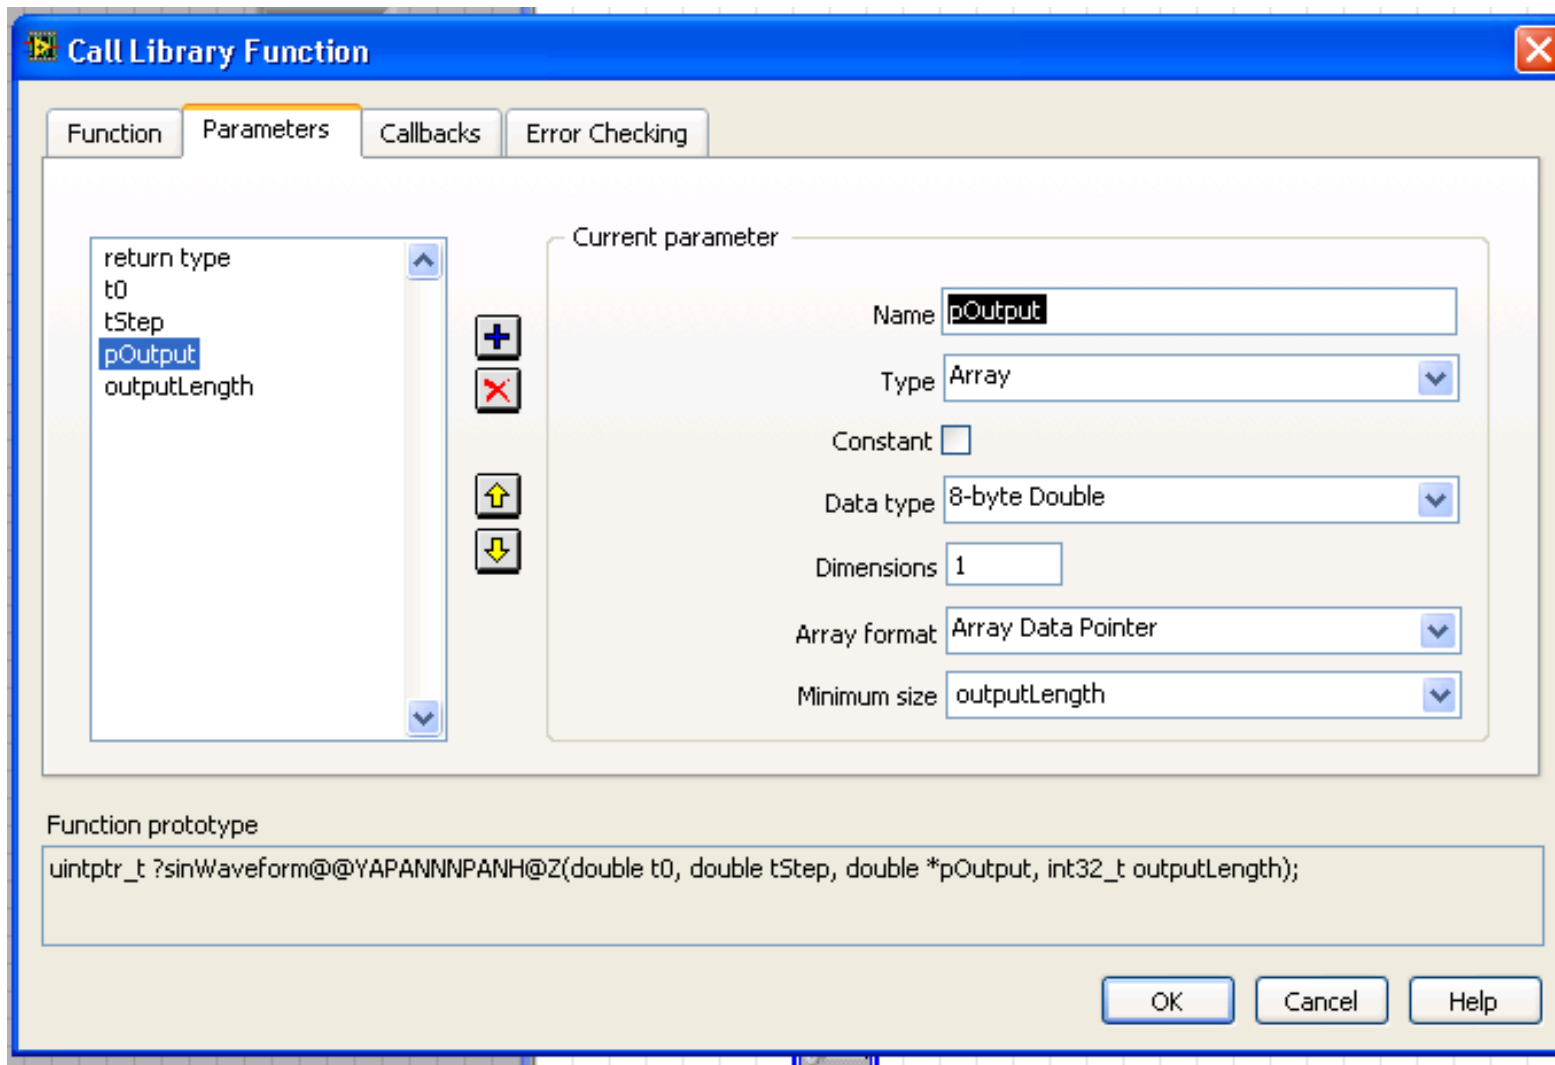 Call Library Function
Function
Parameters
Callbacks
Error Checking
return type
t0
tStep
pOutput
outputLength
Current parameter
Name pOutput
Type Array
Constant
Data type 8-byte Double
Dimensions 1
Array format Array Data Pointer
Minimum size outputLength
Function prototype
uintptr_t ?sinWaveform@@YAPANNNPANH@Z(double t0, double tStep, double *pOutput, int32_t outputLength);
OK
Cancel
Help